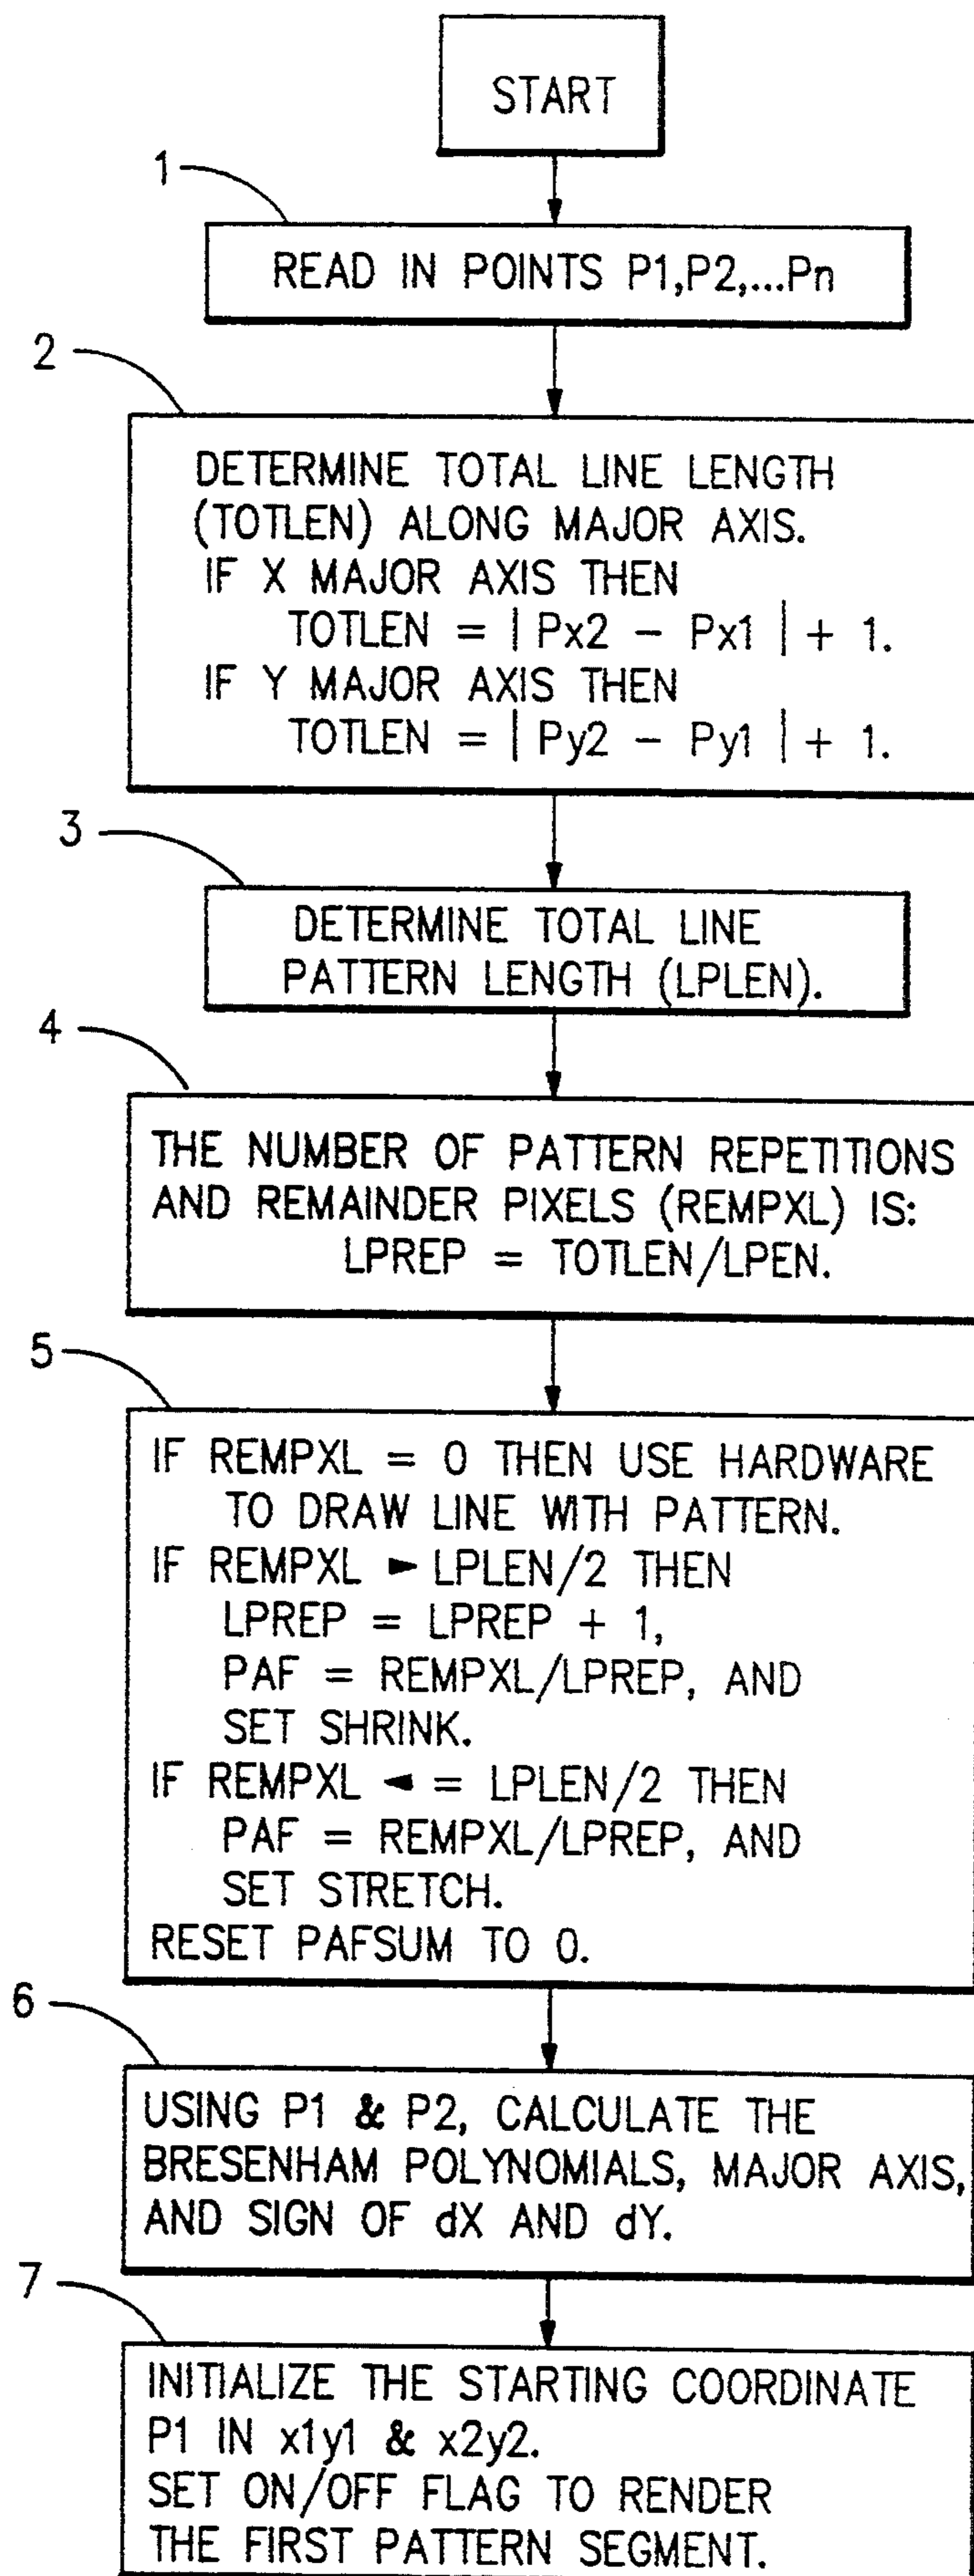 START
1
READ IN POINTS P1,P2,...Pn
2
DETERMINE TOTAL LINE LENGTH
(TOTLEN) ALONG MAJOR AXIS.
IF X MAJOR AXIS THEN
TOTLEN = | Px2 - Px1 | + 1.
IF Y MAJOR AXIS THEN
TOTLEN = | Py2 - Py1 | + 1.
3
DETERMINE TOTAL LINE
PATTERN LENGTH (LPLEN).
4
THE NUMBER OF PATTERN REPETITIONS
AND REMAINDER PIXELS (REMPXL) IS:
LPREP = TOTLEN/LPEN.
5
IF REMPXL = 0 THEN USE HARDWARE
TO DRAW LINE WITH PATTERN.
IF REMPXL ► LPLEN/2 THEN
LPREP = LPREP + 1,
PAF = REMPXL/LPREP, AND
SET SHRINK.
IF REMPXL ◄ = LPLEN/2 THEN
PAF = REMPXL/LPREP, AND
SET STRETCH.
RESET PAFSUM TO 0.
6
USING P1 & P2, CALCULATE THE
BRESENHAM POLYNOMIALS, MAJOR AXIS,
AND SIGN OF dX AND dY.
7
INITIALIZE THE STARTING COORDINATE
P1 IN x1y1 & x2y2.
SET ON/OFF FLAG TO RENDER
THE FIRST PATTERN SEGMENT.